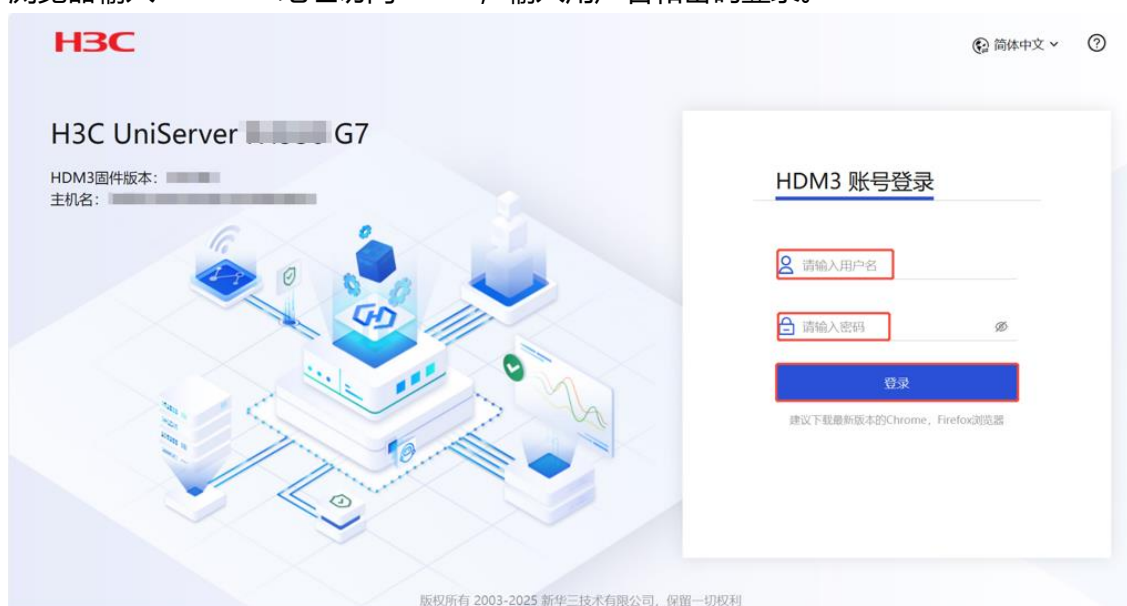 H3C
简体中文
H3C UniServer G7
HDM3固件版本:
主机名:
HDM3 账号登录
请输入用户名
请输入密码
登录
建议下载最新版本的Chrome，Firefox浏览器
版权所有 2003-2025 新华三技术有限公司，保留一切权利